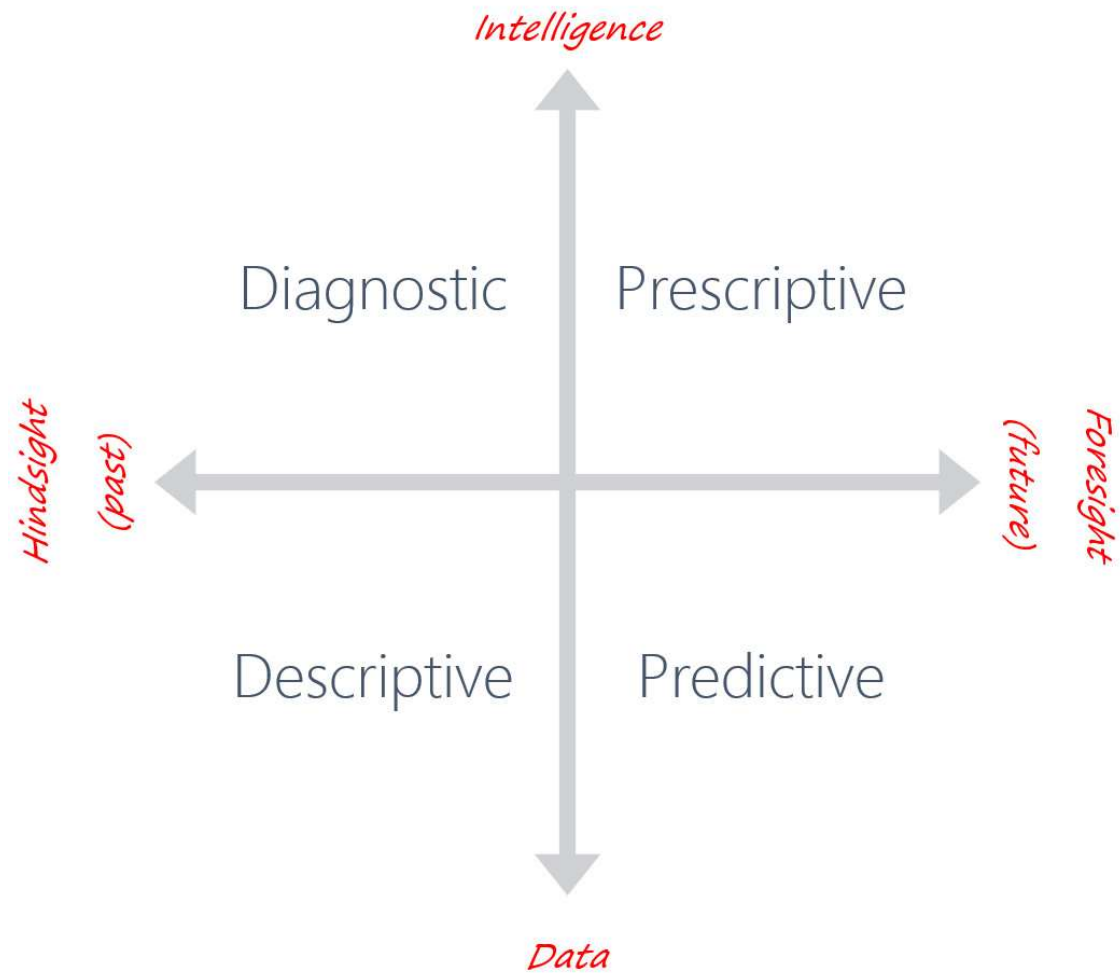 Intelligence
Diagnostic
Prescriptive
Hindsight
(past)
Foresight
(future)
Descriptive
Predictive
Data